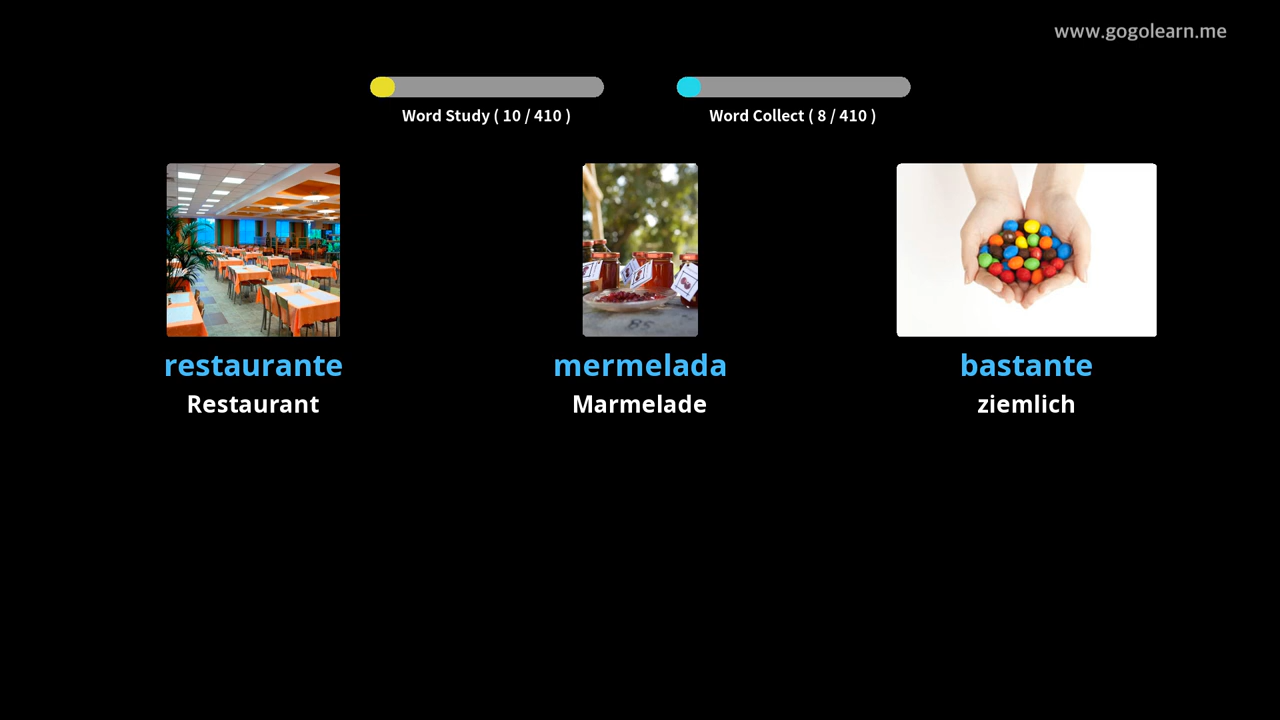 www.gogolearn.me
Word Study ( 10 / 410 )
Word Collect ( 8 / 410 )
restaurante
Restaurant
mermelada
Marmelade
bastante
ziemlich